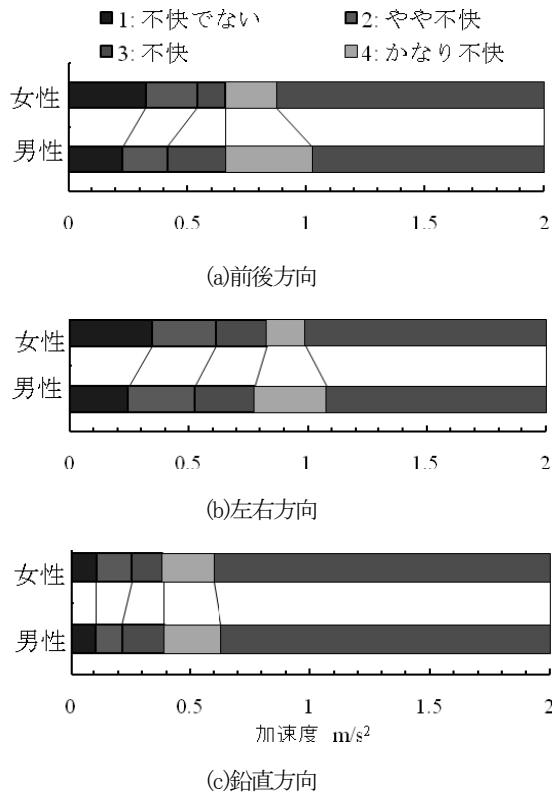 1: 不快でない 2: やや不快
3: 不快 4: かなり不快
女性
男性
0 0.5 1 1.5 2
(a)前後方向
女性
男性
0 0.5 1 1.5 2
(b)左右方向
女性
男性
0 0.5 1 1.5 2
加速度 m/s²
(c)鉛直方向